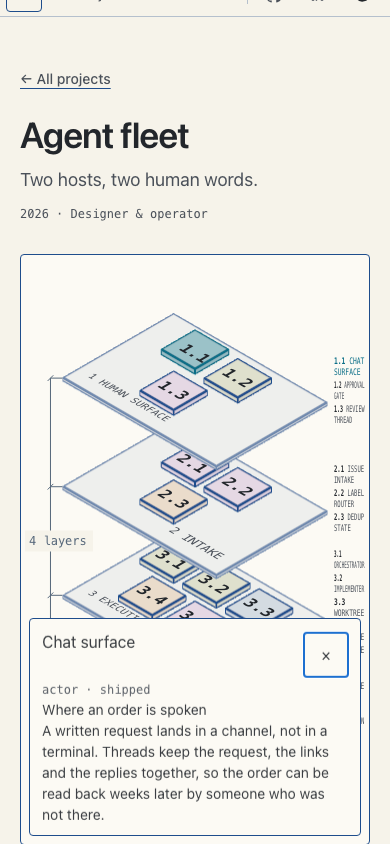 ← All projects
Agent fleet
Two hosts, two human words.
2026 · Designer & operator
1.1
1.2
1.3
1 HUMAN SURFACE
1.1 CHAT
SURFACE
1.2 APPROVAL
GATE
1.3 REVIEW
THREAD
2.1
2.2
2.3
2 INTAKE
2.1 ISSUE
INTAKE
2.2 LABEL
ROUTER
2.3 DEDUP
STATE
4 layers
3.1
3.2
3.3
3.4
3.1
ORCHESTRATOR
3.2
IMPLEMENTER
3.3
WORKTREE
Chat surface
×
actor · shipped
Where an order is spoken
A written request lands in a channel, not in a
terminal. Threads keep the request, the links
and the replies together, so the order can be
read back weeks later by someone who was
not there.